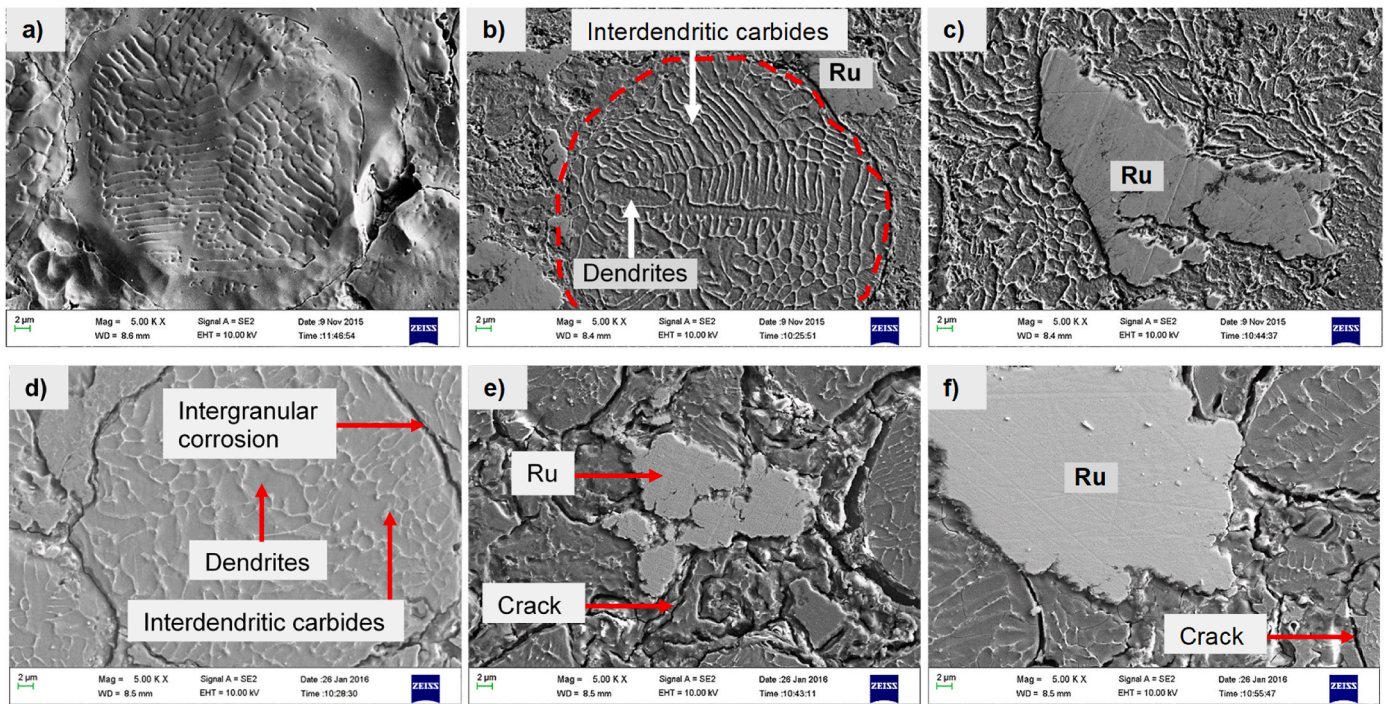 a)
2 µm
Mag = 5.00 K X
Signal A = SE2
Date :9 Nov 2015
WD = 8.6 mm
EHT = 10.00 kV
Time :11:46:54
ZEISS
b)
Interdendritic carbides
Ru
Dendrites
2 µm
Mag = 5.00 K X
Signal A = SE2
Date :9 Nov 2015
WD = 8.4 mm
EHT = 10.00 kV
Time :10:25:51
ZEISS
c)
Ru
2 µm
Mag = 5.00 K X
Signal A = SE2
Date :9 Nov 2015
WD = 8.4 mm
EHT = 10.00 kV
Time :10:44:37
ZEISS
d)
Intergranular
corrosion
Dendrites
Interdendritic carbides
2 µm
Mag = 5.00 K X
Signal A = SE2
Date :26 Jan 2016
WD = 8.5 mm
EHT = 10.00 kV
Time :10:28:30
ZEISS
e)
Ru
Crack
2 µm
Mag = 5.00 K X
Signal A = SE2
Date :26 Jan 2016
WD = 8.5 mm
EHT = 10.00 kV
Time :10:43:11
ZEISS
f)
Ru
Crack
2 µm
Mag = 5.00 K X
Signal A = SE2
Date :26 Jan 2016
WD = 8.5 mm
EHT = 10.00 kV
Time :10:55:47
ZEISS